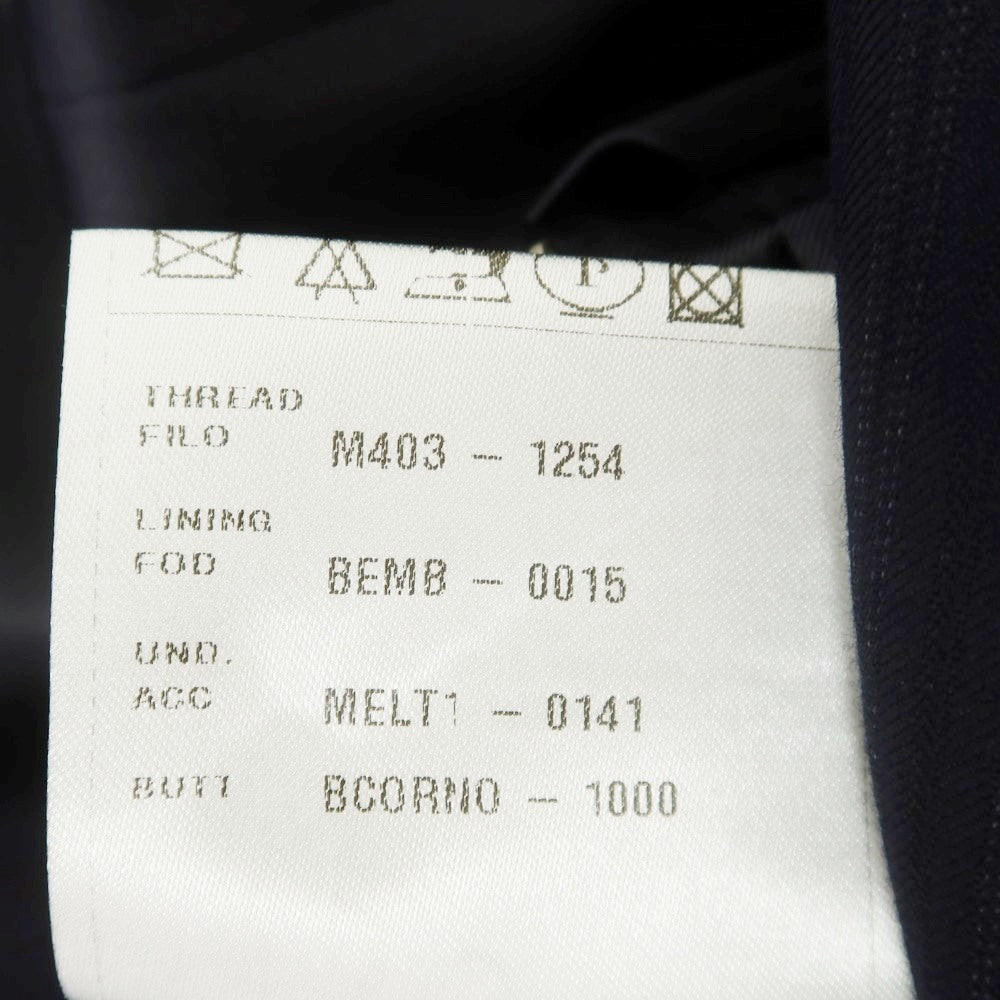 P
THREAD
FILO M403 - 1254
LINING
FOD BEMB - 0015
UND.
ACC MELT1 - 0141
BUTT BCORNO - 1000